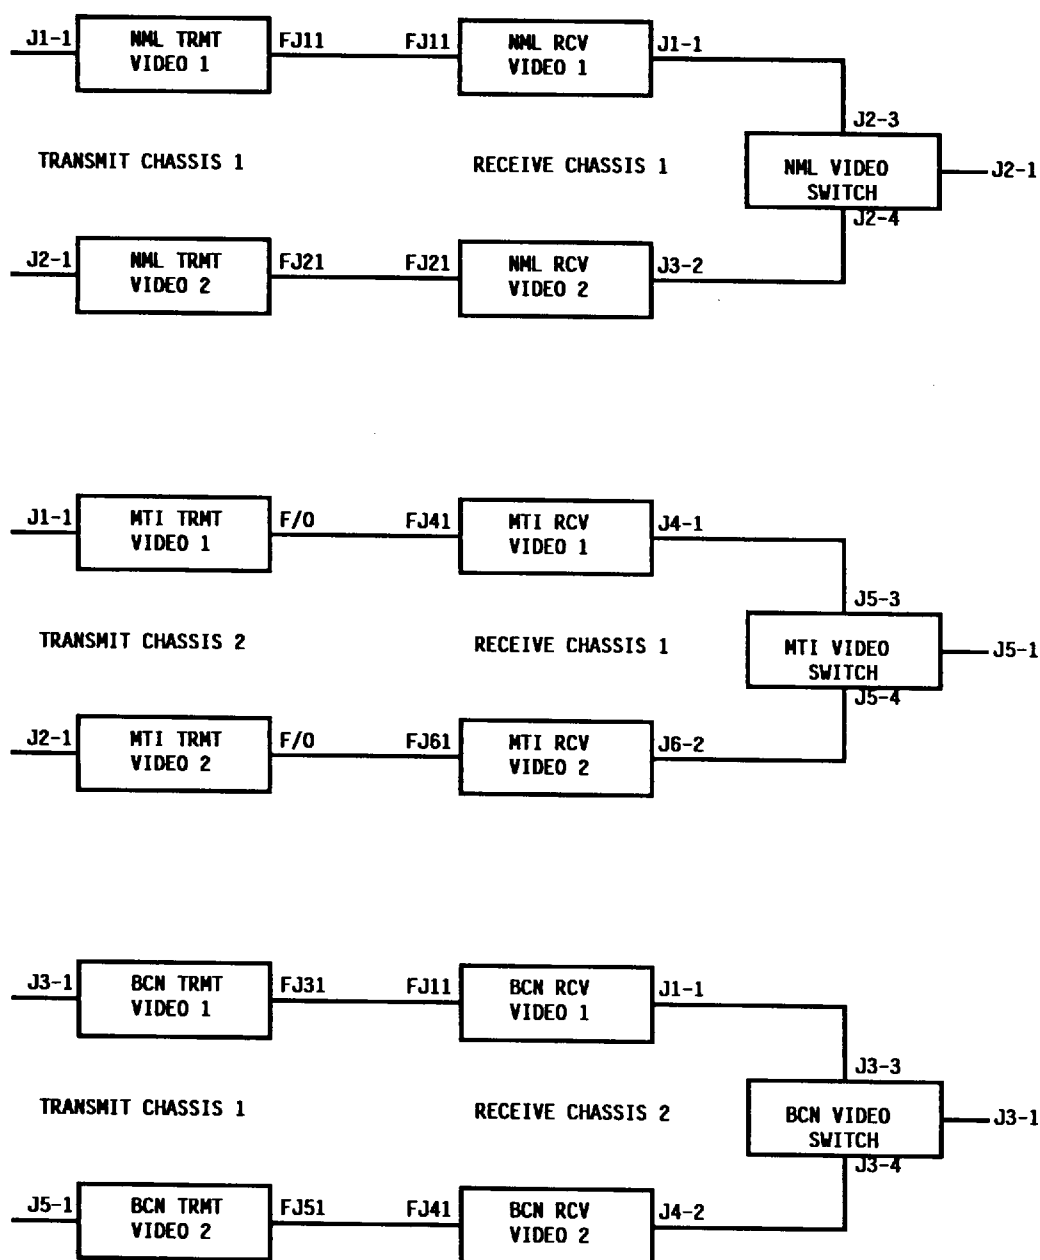 J1-1
NML TRMT
VIDEO 1
FJ11
FJ11
NML RCV
VIDEO 1
J1-1
J2-3
TRANSMIT CHASSIS 1
RECEIVE CHASSIS 1
NML VIDEO
SWITCH
J2-1
J2-4
J2-1
NML TRMT
VIDEO 2
FJ21
FJ21
NML RCV
VIDEO 2
J3-2
J1-1
MTI TRMT
VIDEO 1
F/O
FJ41
MTI RCV
VIDEO 1
J4-1
J5-3
TRANSMIT CHASSIS 2
RECEIVE CHASSIS 1
MTI VIDEO
SWITCH
J5-1
J5-4
J2-1
MTI TRMT
VIDEO 2
F/O
FJ61
MTI RCV
VIDEO 2
J6-2
J3-1
BCN TRMT
VIDEO 1
FJ31
FJ11
BCN RCV
VIDEO 1
J1-1
J3-3
TRANSMIT CHASSIS 1
RECEIVE CHASSIS 2
BCN VIDEO
SWITCH
J3-1
J3-4
J5-1
BCN TRMT
VIDEO 2
FJ51
FJ41
BCN RCV
VIDEO 2
J4-2